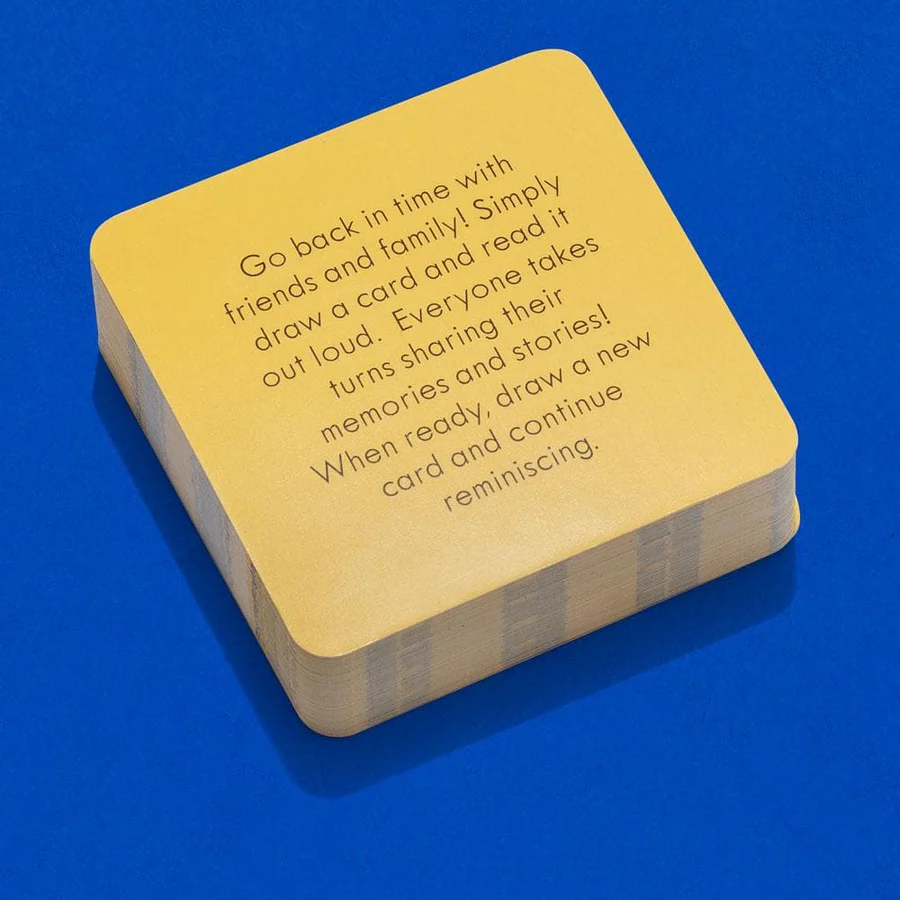 Go back in time with
friends and family! Simply
draw a card and read it
out loud. Everyone takes
turns sharing their
memories and stories!
When ready, draw a new
card and continue
reminiscing.